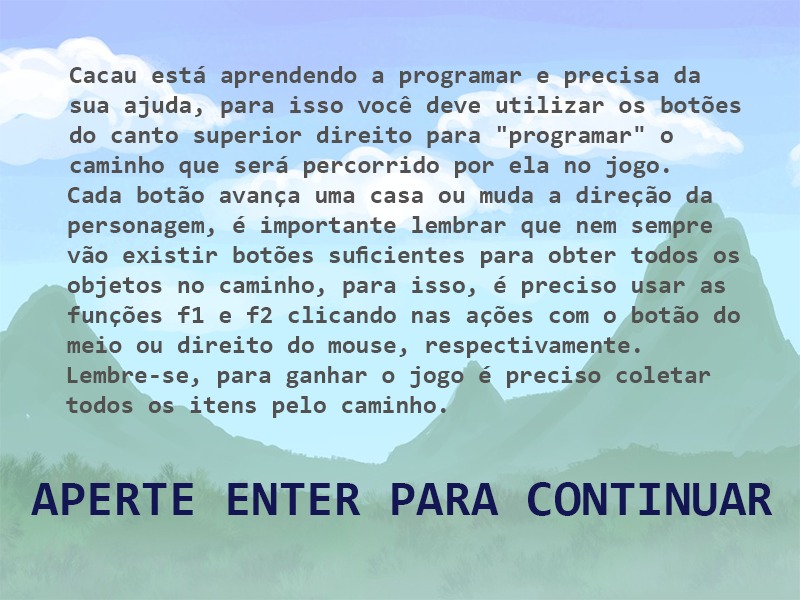 Cacau está aprendendo a programar e precisa da
sua ajuda, para isso você deve utilizar os botões
do canto superior direito para "programar" o
caminho que será percorrido por ela no jogo.
Cada botão avança uma casa ou muda a direção da
personagem, é importante lembrar que nem sempre
vão existir botões suficientes para obter todos os
objetos no caminho, para isso, é preciso usar as
funções f1 e f2 clicando nas ações com o botão do
meio ou direito do mouse, respectivamente.
Lembre-se, para ganhar o jogo é preciso coletar
todos os itens pelo caminho.
APERTE ENTER PARA CONTINUAR